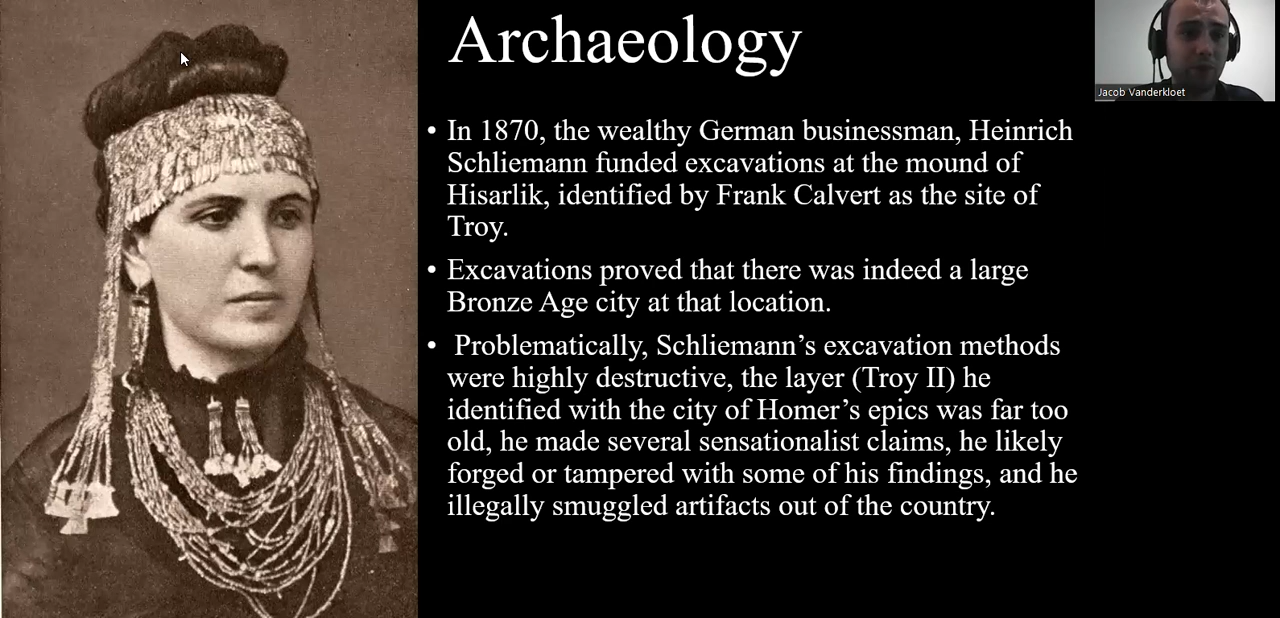 Archaeology
Jacob Vanderkloet
• In 1870, the wealthy German businessman, Heinrich
Schliemann funded excavations at the mound of
Hisarlik, identified by Frank Calvert as the site of
Troy.
• Excavations proved that there was indeed a large
Bronze Age city at that location.
• Problematically, Schliemann’s excavation methods
were highly destructive, the layer (Troy II) he
identified with the city of Homer’s epics was far too
old, he made several sensationalist claims, he likely
forged or tampered with some of his findings, and he
illegally smuggled artifacts out of the country.